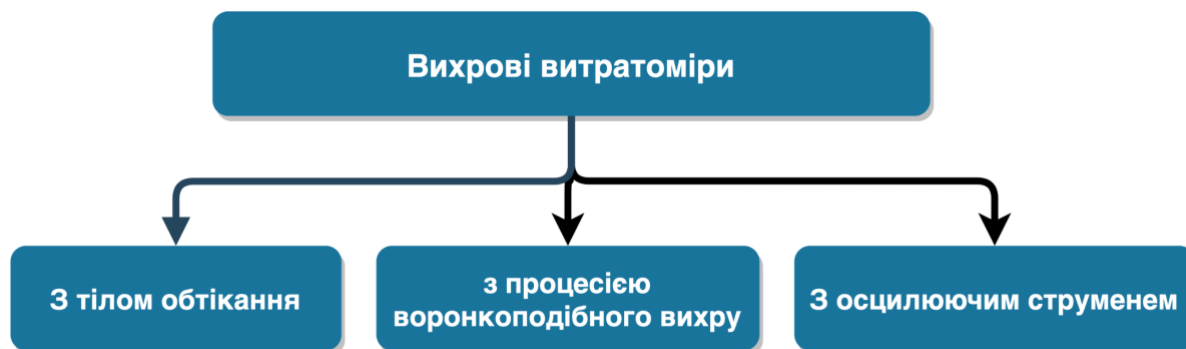 Вихрові витратоміри
З тілом обтікання
з процесією
воронкоподібного вихру
З осцилюючим струменем